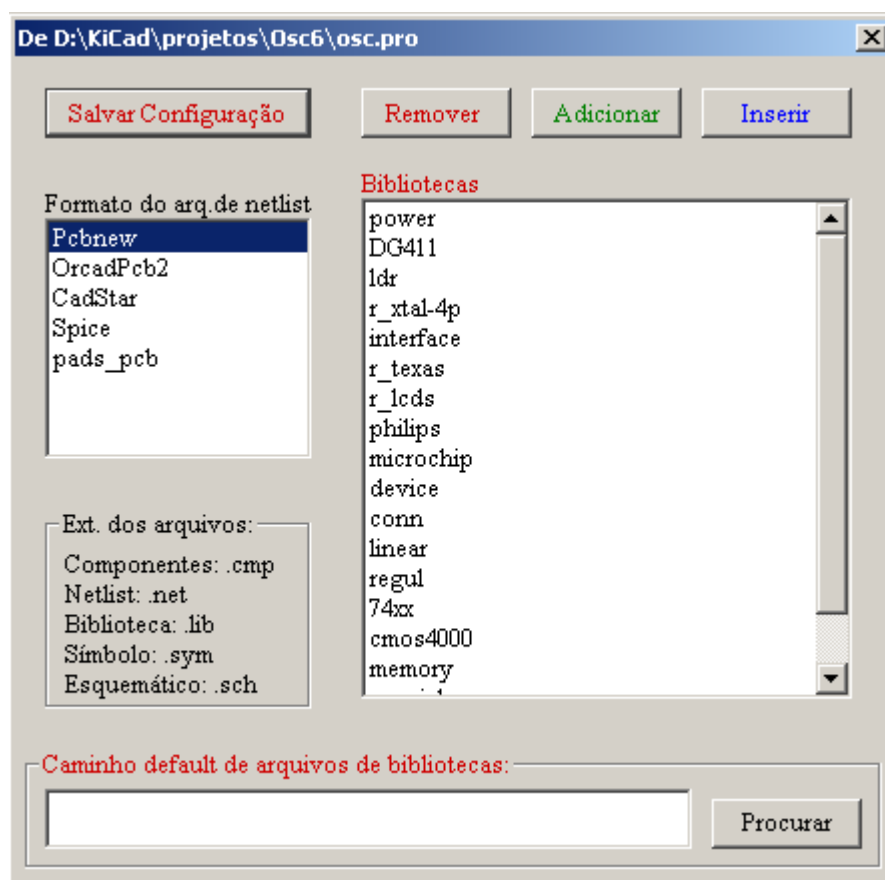 De D:\KiCad\projetos\Osc6\osc.pro
Salvar Configuração
Remover
Adicionar
Inserir
Formato do arq.de netlist
Pcbnew
OrcadPcb2
CadStar
Spice
pads_pcb
Ext. dos arquivos:
Componentes: .cmp
Netlist: .net
Biblioteca: .lib
Símbolo: .sym
Esquemático: .sch
Bibliotecas
power
DG411
ldr
r_xtal-4p
interface
r_texas
r_lcds
philips
microchip
device
conn
linear
regul
74xx
cmos4000
memory
Caminho default de arquivos de bibliotecas:
Procurar